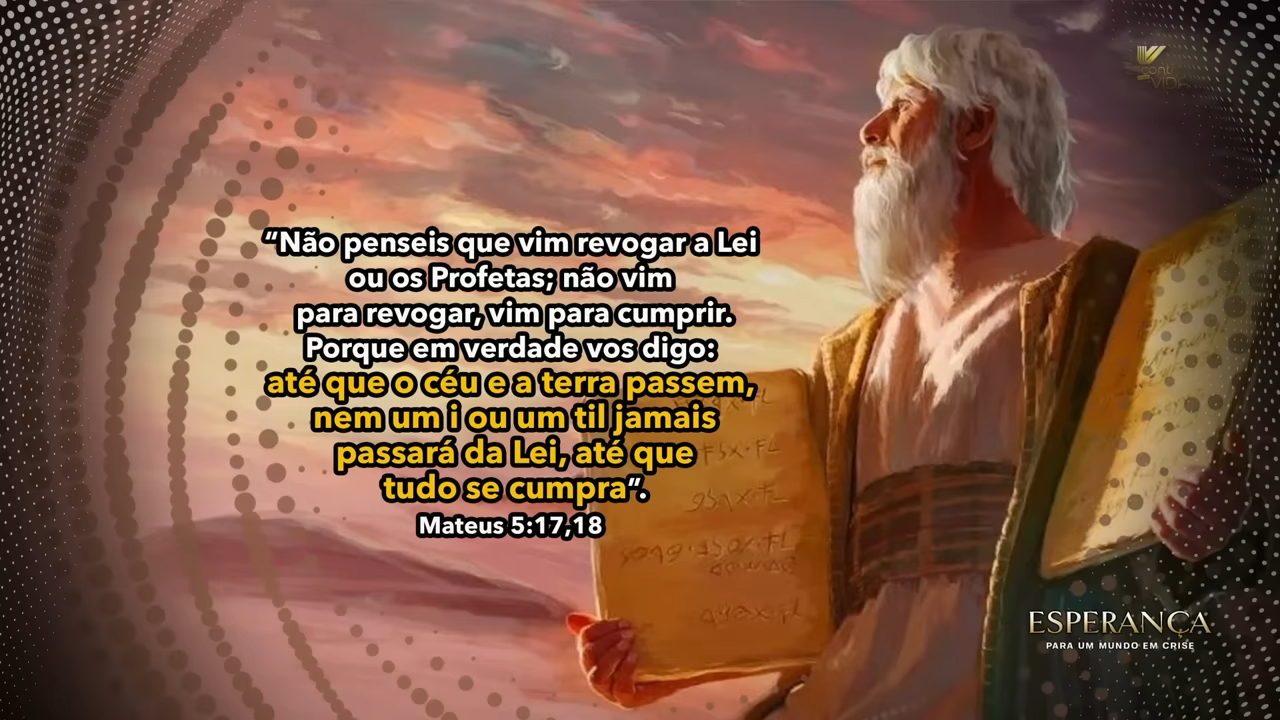 “Não penseis que vim revogar a Lei
ou os Profetas; não vim
para revogar, vim para cumprir.
Porque em verdade vos digo:
até que o céu e a terra passem,
nem um i ou um til jamais
passará da Lei, até que
tudo se cumpra”.
Mateus 5:17,18
ESPERANÇA
PARA UM MUNDO EM CRISE